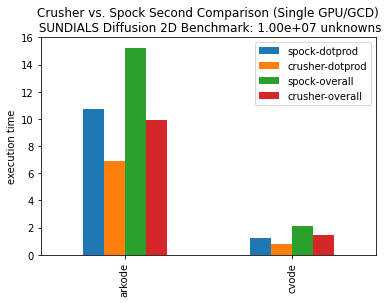 Crusher vs. Spock Second Comparison (Single GPU/GCD)
SUNDIALS Diffusion 2D Benchmark: 1.00e+07 unknowns
16
14
12
10
8
6
4
2
0
execution time
spock-dotprod
crusher-dotprod
spock-overall
crusher-overall
arkode
cvode